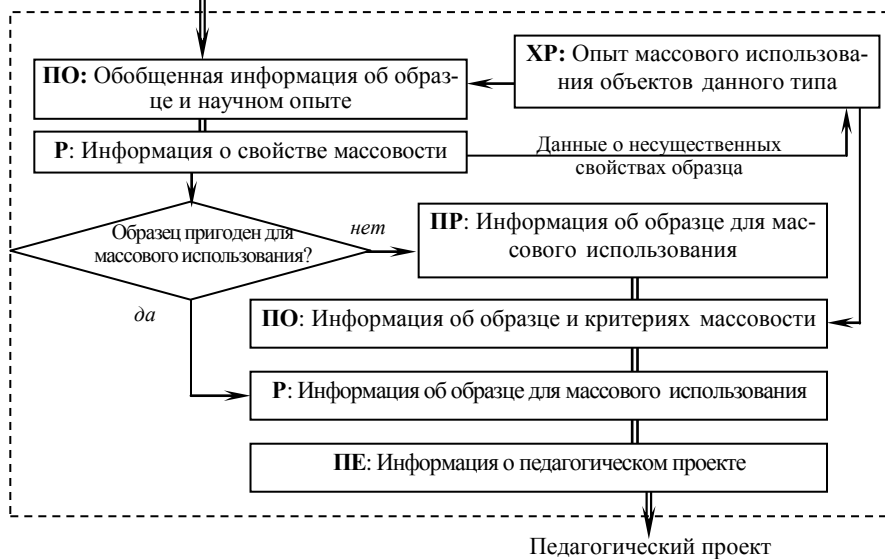 ПО: Обобщенная информация об образ-
це и научном опыте
ХР: Опыт массового использова-
ния объектов данного типа
Р: Информация о свойстве массовости
Данные о несущественных
свойствах образца
Образец пригоден для
массового использования?
нет
да
ПР: Информация об образце для мас-
сового использования
ПО: Информация об образце и критериях массовости
Р: Информация об образце для массового использования
ПЕ: Информация о педагогическом проекте
Педагогический проект